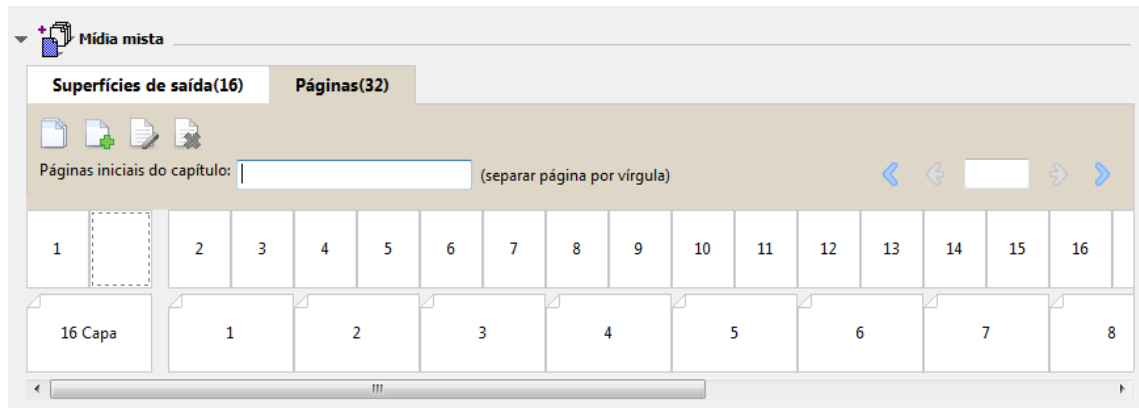 Mídia mista
Superfícies de saída(16) Páginas(32)
Páginas iniciais do capítulo: (separar página por vírgula)
1 2 3 4 5 6 7 8 9 10 11 12 13 14 15 16
16 Capa 1 2 3 4 5 6 7 8